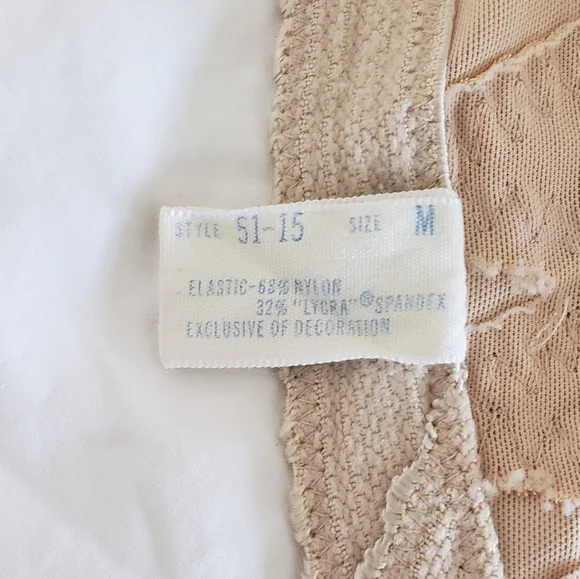 STYLE 51-15 SIZE M
ELASTIC-68% NYLON
32% "LYCRA"® SPANDEX
EXCLUSIVE OF DECORATION